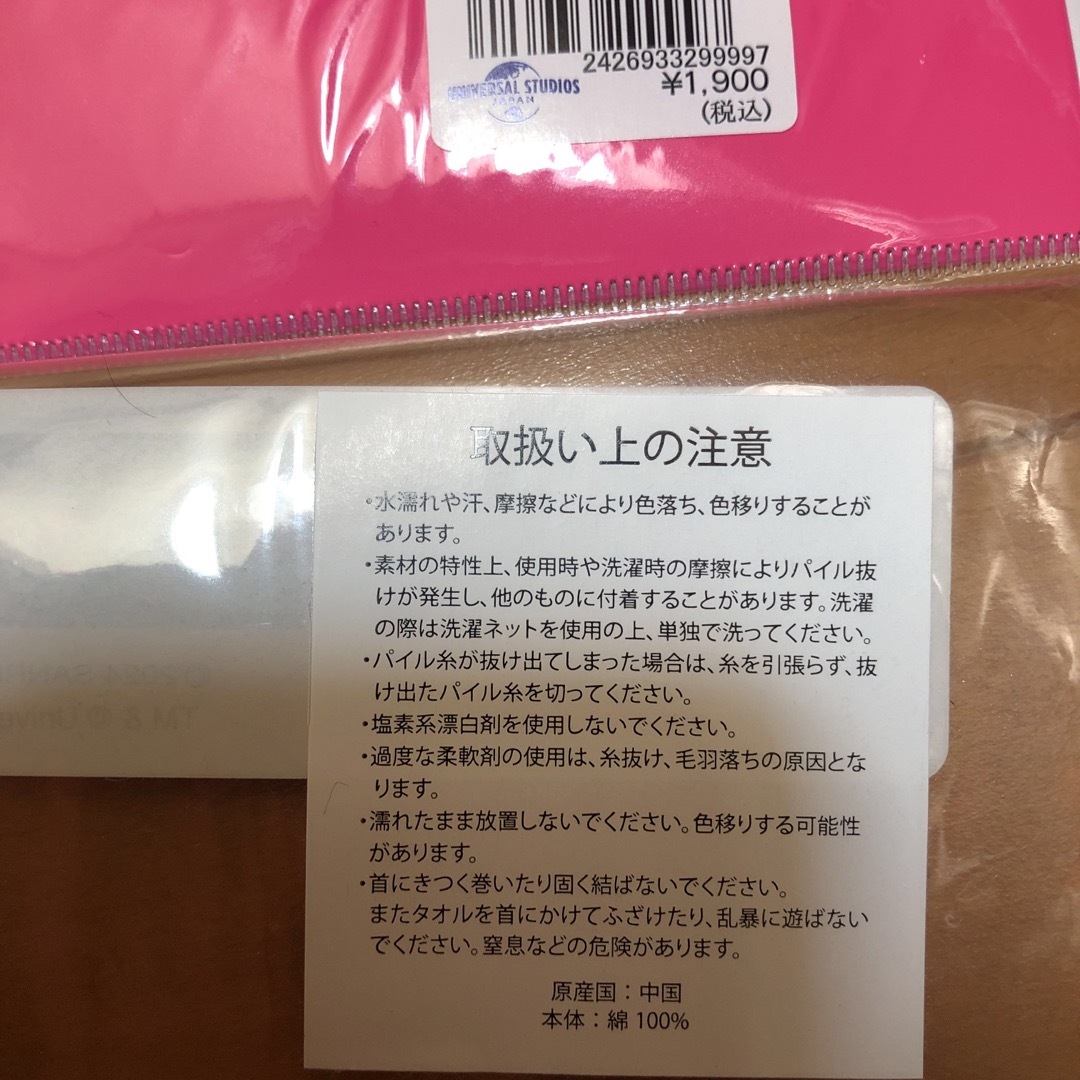 2426933299997
¥1,900
(税込)
UNIVERSAL STUDIOS
JAPAN
取扱い上の注意
・水濡れや汗、摩擦などにより色落ち、色移りすることが
あります。
・素材の特性上、使用時や洗濯時の摩擦によりパイル抜
けが発生し、他のものに付着することがあります。洗濯
の際は洗濯ネットを使用の上、単独で洗ってください。
・パイル糸が抜け出てしまった場合は、糸を引張らず、抜
け出たパイル糸を切ってください。
・塩素系漂白剤を使用しないでください。
・過度な柔軟剤の使用は、糸抜け、毛羽落ちの原因とな
ります。
・濡れたまま放置しないでください。色移りする可能性
があります。
・首にきつく巻いたり固く結ばないでください。
またタオルを首にかけてふざけたり、乱暴に遊ばない
でください。窒息などの危険があります。
原産国：中国
本体：綿 100%
TM & © Unive